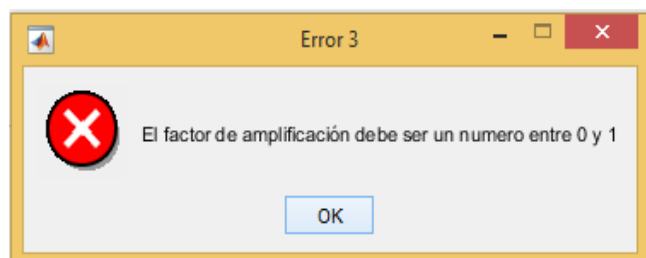 Error 3
El factor de amplificación debe ser un numero entre 0 y 1
OK